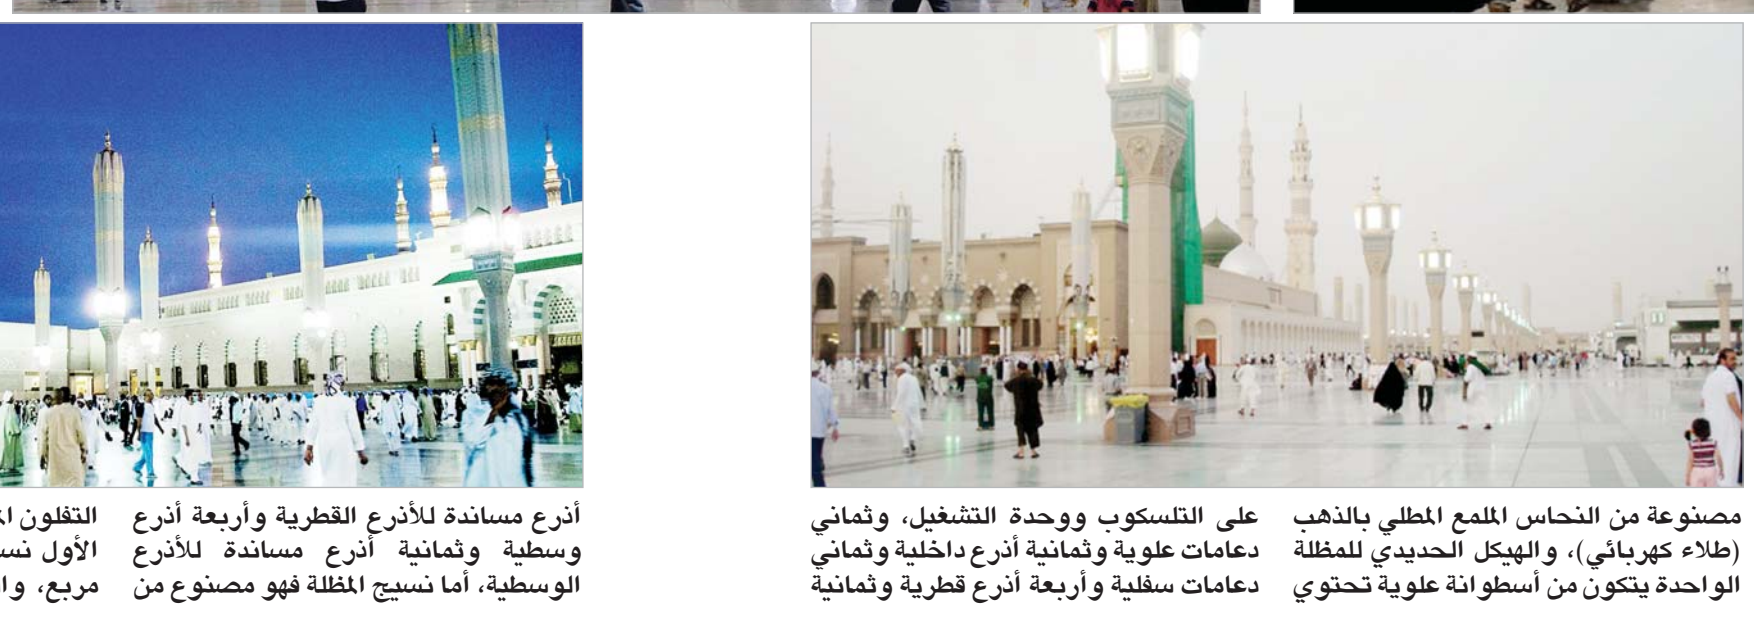 مصنوعة من النحاس الملمع المطلي بالذهب
(طلاء كهربائي)، والهيكل الحديدي للمظلة
الواحدة يتكون من أسطوانة علوية تحتوي
على التلسكوب ووحدة التشغيل، وثماني
دعامات علوية وثمانية أذرع داخلية وثماني
دعامات سفلية وأربعة أذرع قطرية وثمانية
أذرع مساندة للأذرع القطرية وأربعة أذرع
وسطية وثمانية أذرع مساندة للأذرع
الوسطية، أما نسيج المظلة فهو مصنوع من
التفلون
الأول
مربع،